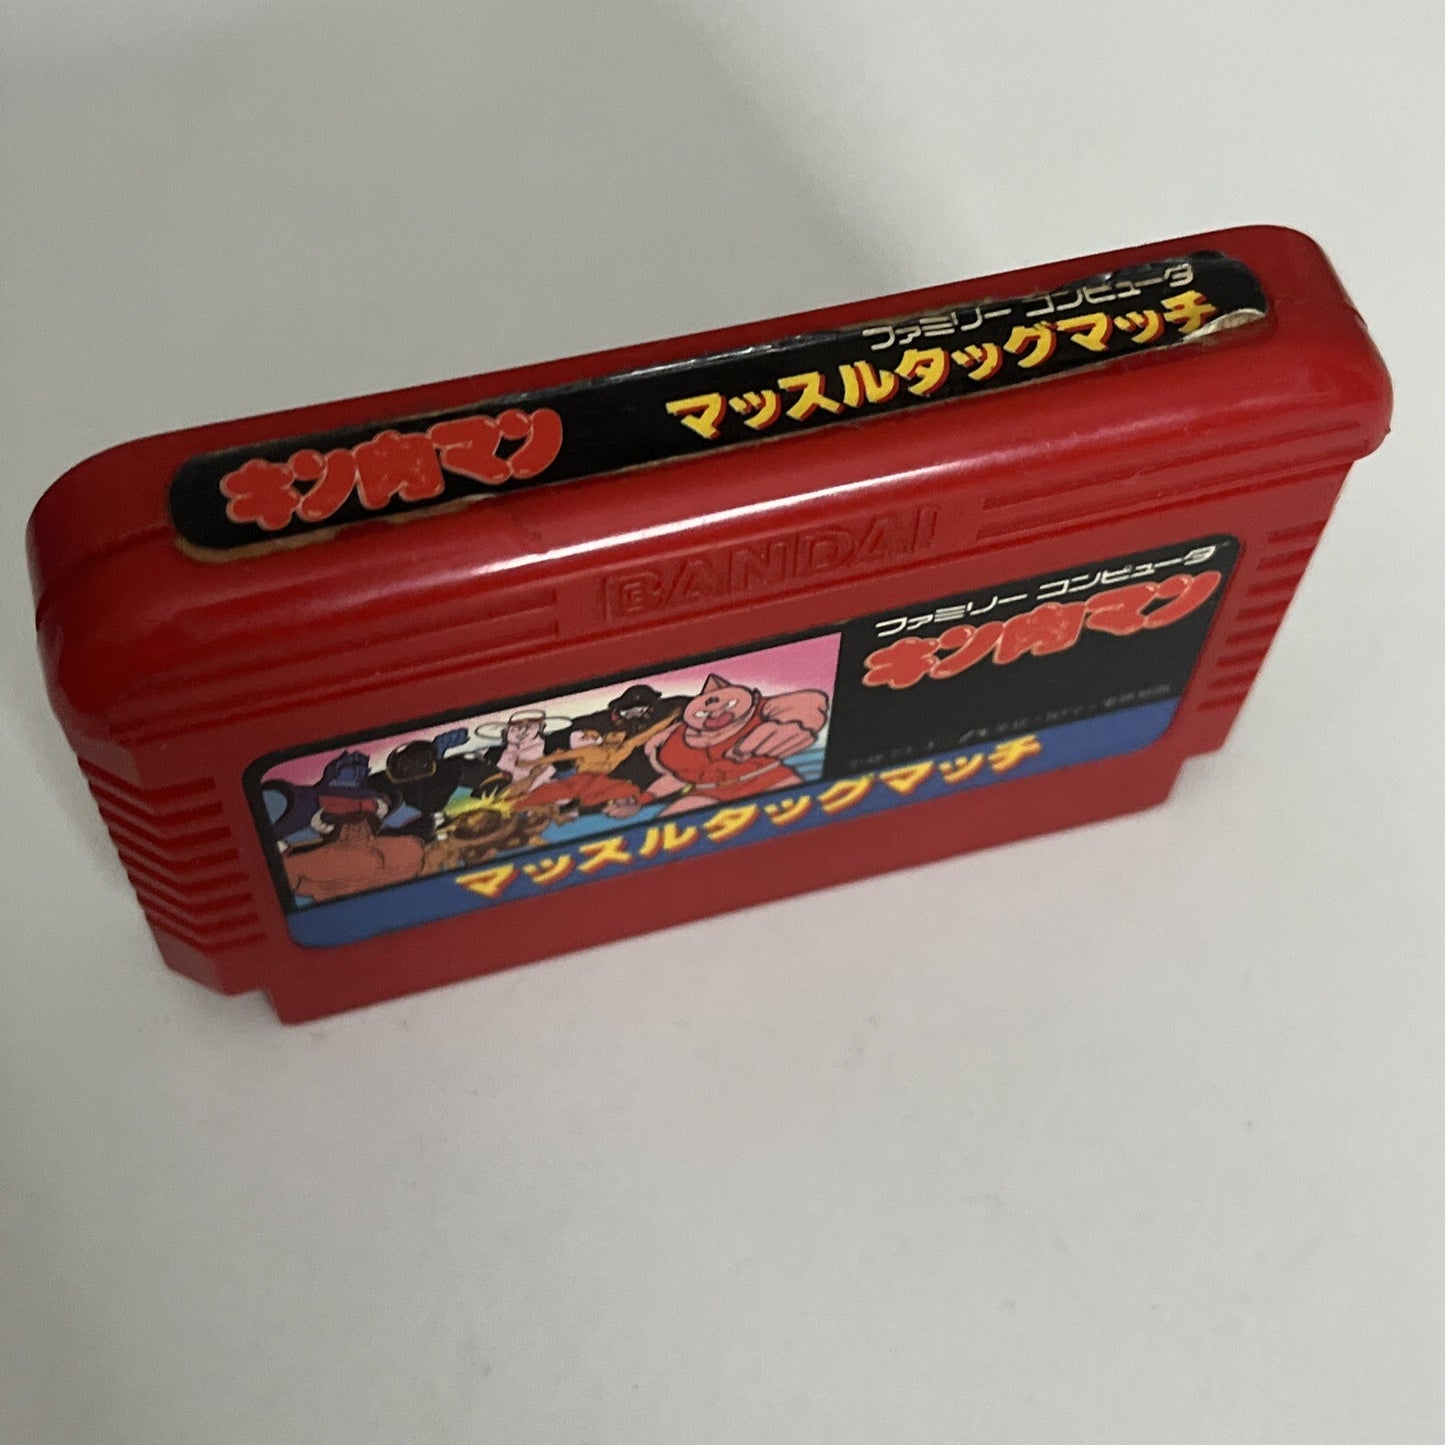 ファミリー コンピュータ
キン肉マン
マッスルタッグマッチ
BANDAI
ファミリー コンピュータ
キン肉マン
マッスルタッグマッチ